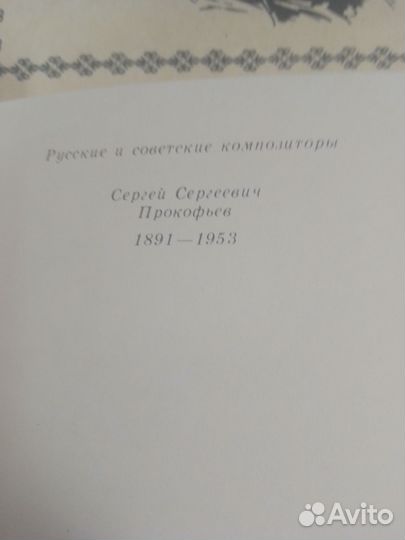 Русские и советские композиторы
Сергей Сергеевич
Прокофьев
1891—1953
Avito